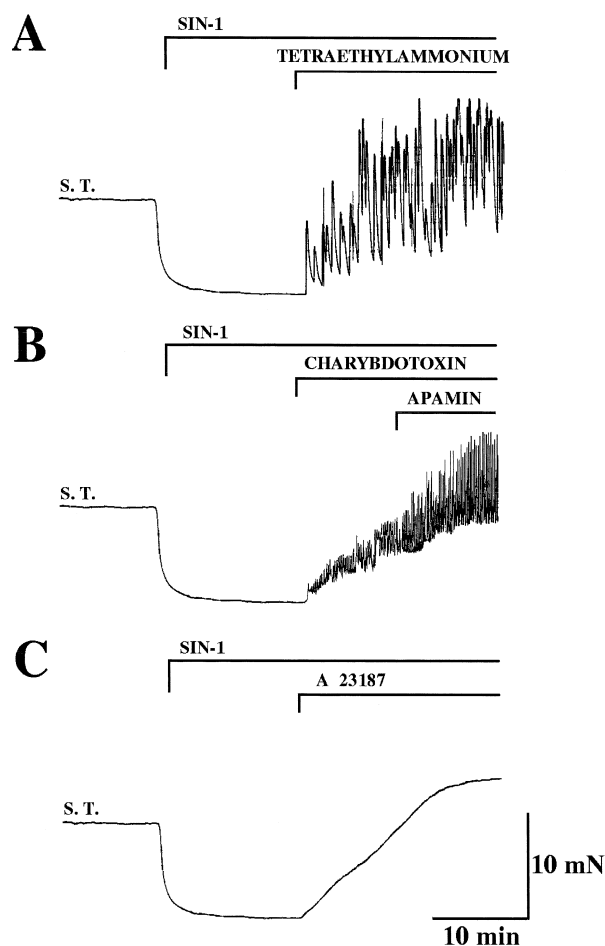 A
SIN-1
TETRAETHYLAMMONIUM
S. T.
B
SIN-1
CHARYBDOTOXIN
APAMIN
S. T.
C
SIN-1
A 23187
S. T.
10 mN
10 min